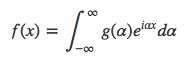 f(x) = ∫_{-∞}^{∞} g(α)e^{iαx} dα